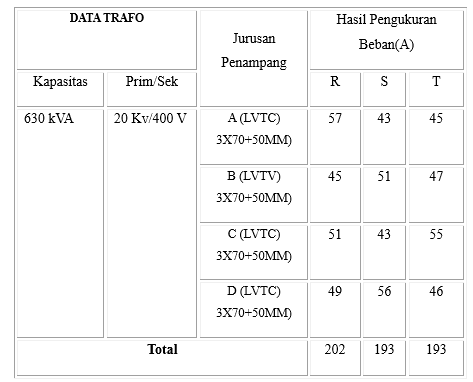 DATA TRAFO
Jurusan
Penampang
Hasil Pengukuran
Beban(A)
Kapasitas Prim/Sek R S T
630 kVA 20 Kv/400 V A (LVTC) 57 43 45
3X70+50MM)
B (LVTV) 45 51 47
3X70+50MM)
C (LVTC) 51 43 55
3X70+50MM)
D (LVTC) 49 56 46
3X70+50MM)
Total 202 193 193